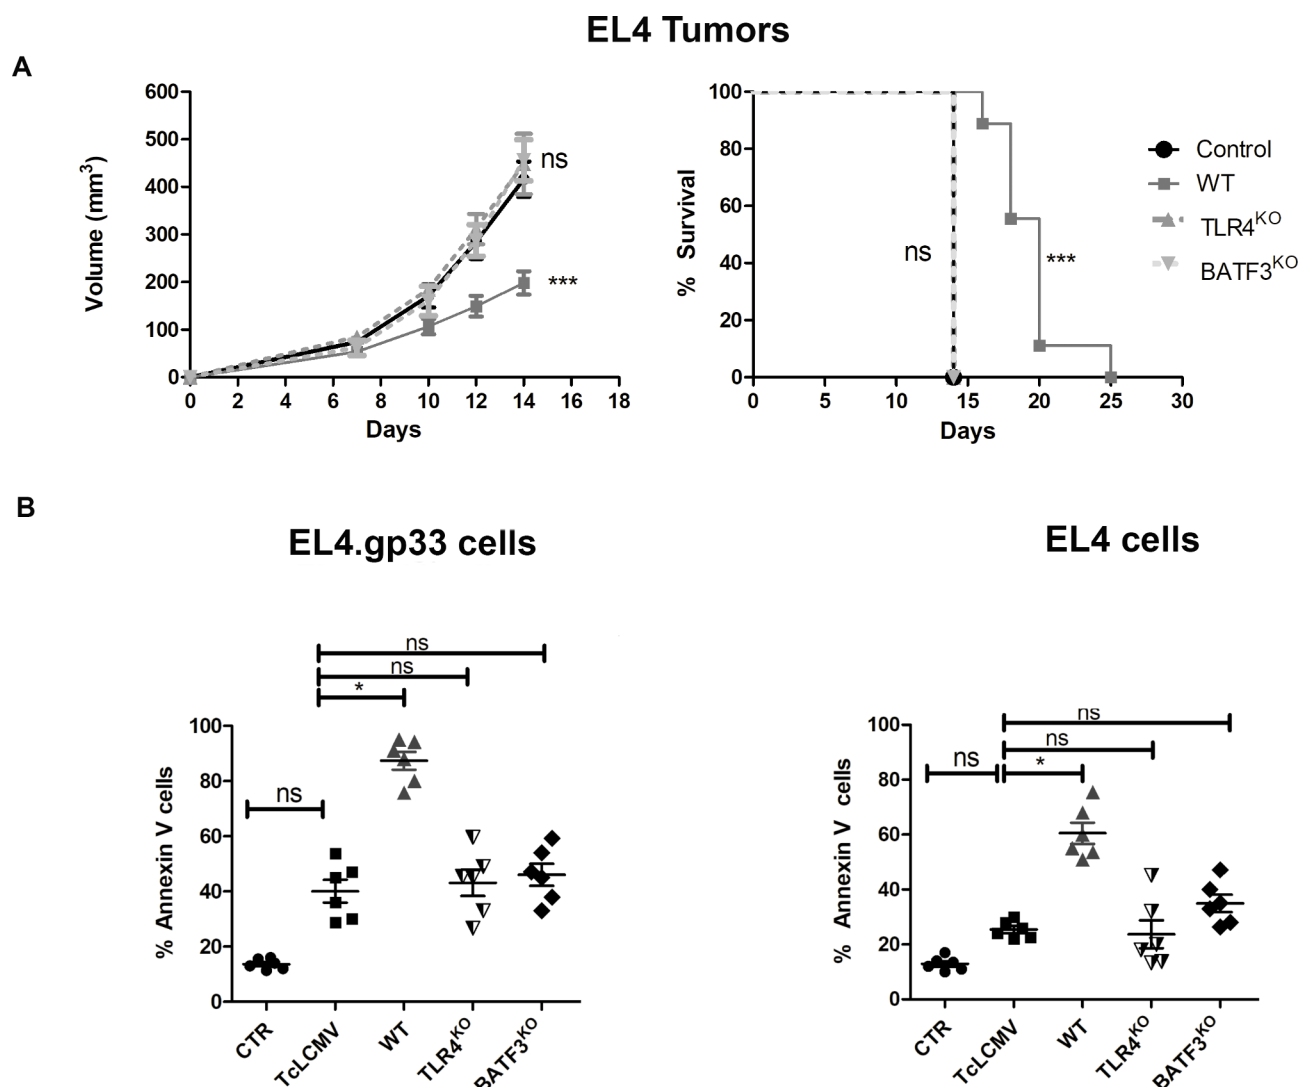 EL4 Tumors
A
600
500
400
300
200
100
0
Volume (mm³)
0 2 4 6 8 10 12 14 16 18
Days
ns
***
100
80
60
40
20
0
% Survival
0 5 10 15 20 25 30
Days
ns
***
Control
WT
TLR4ᴷᴼ
BATF3ᴷᴼ
B
EL4.gp33 cells
ns
ns
*
ns
100
80
60
40
20
0
% Annexin V cells
CTR
TcLCMV
WT
TLR4ᴷᴼ
BATF3ᴷᴼ
EL4 cells
ns
ns
ns
*
100
80
60
40
20
0
% Annexin V cells
CTR
TcLCMV
WT
TLR4ᴷᴼ
BATF3ᴷᴼ